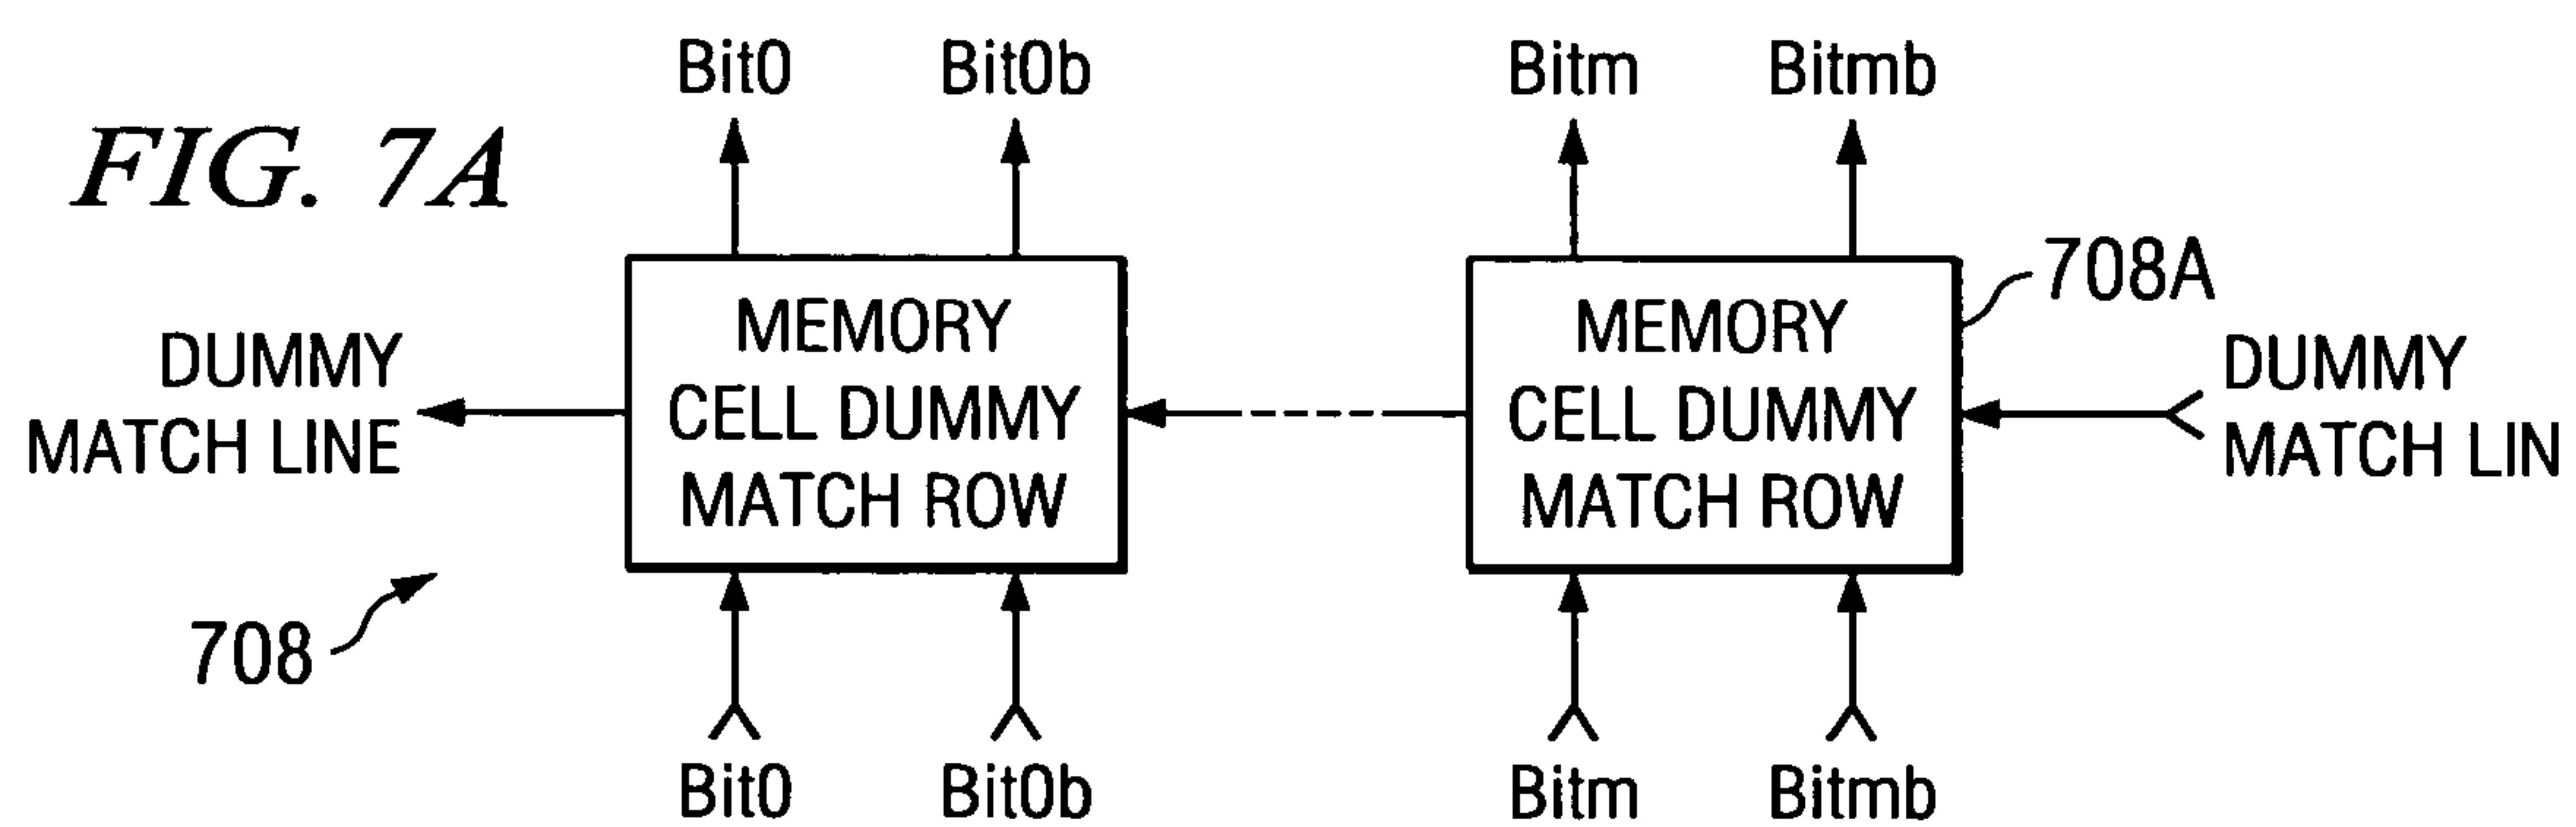 FIG. 7A
Bit0 Bit0b Bitm Bitmb
708A
DUMMY
MATCH LINE
MEMORY
CELL DUMMY
MATCH ROW
MEMORY
CELL DUMMY
MATCH ROW
DUMMY
MATCH LIN
708
Bit0 Bit0b Bitm Bitmb